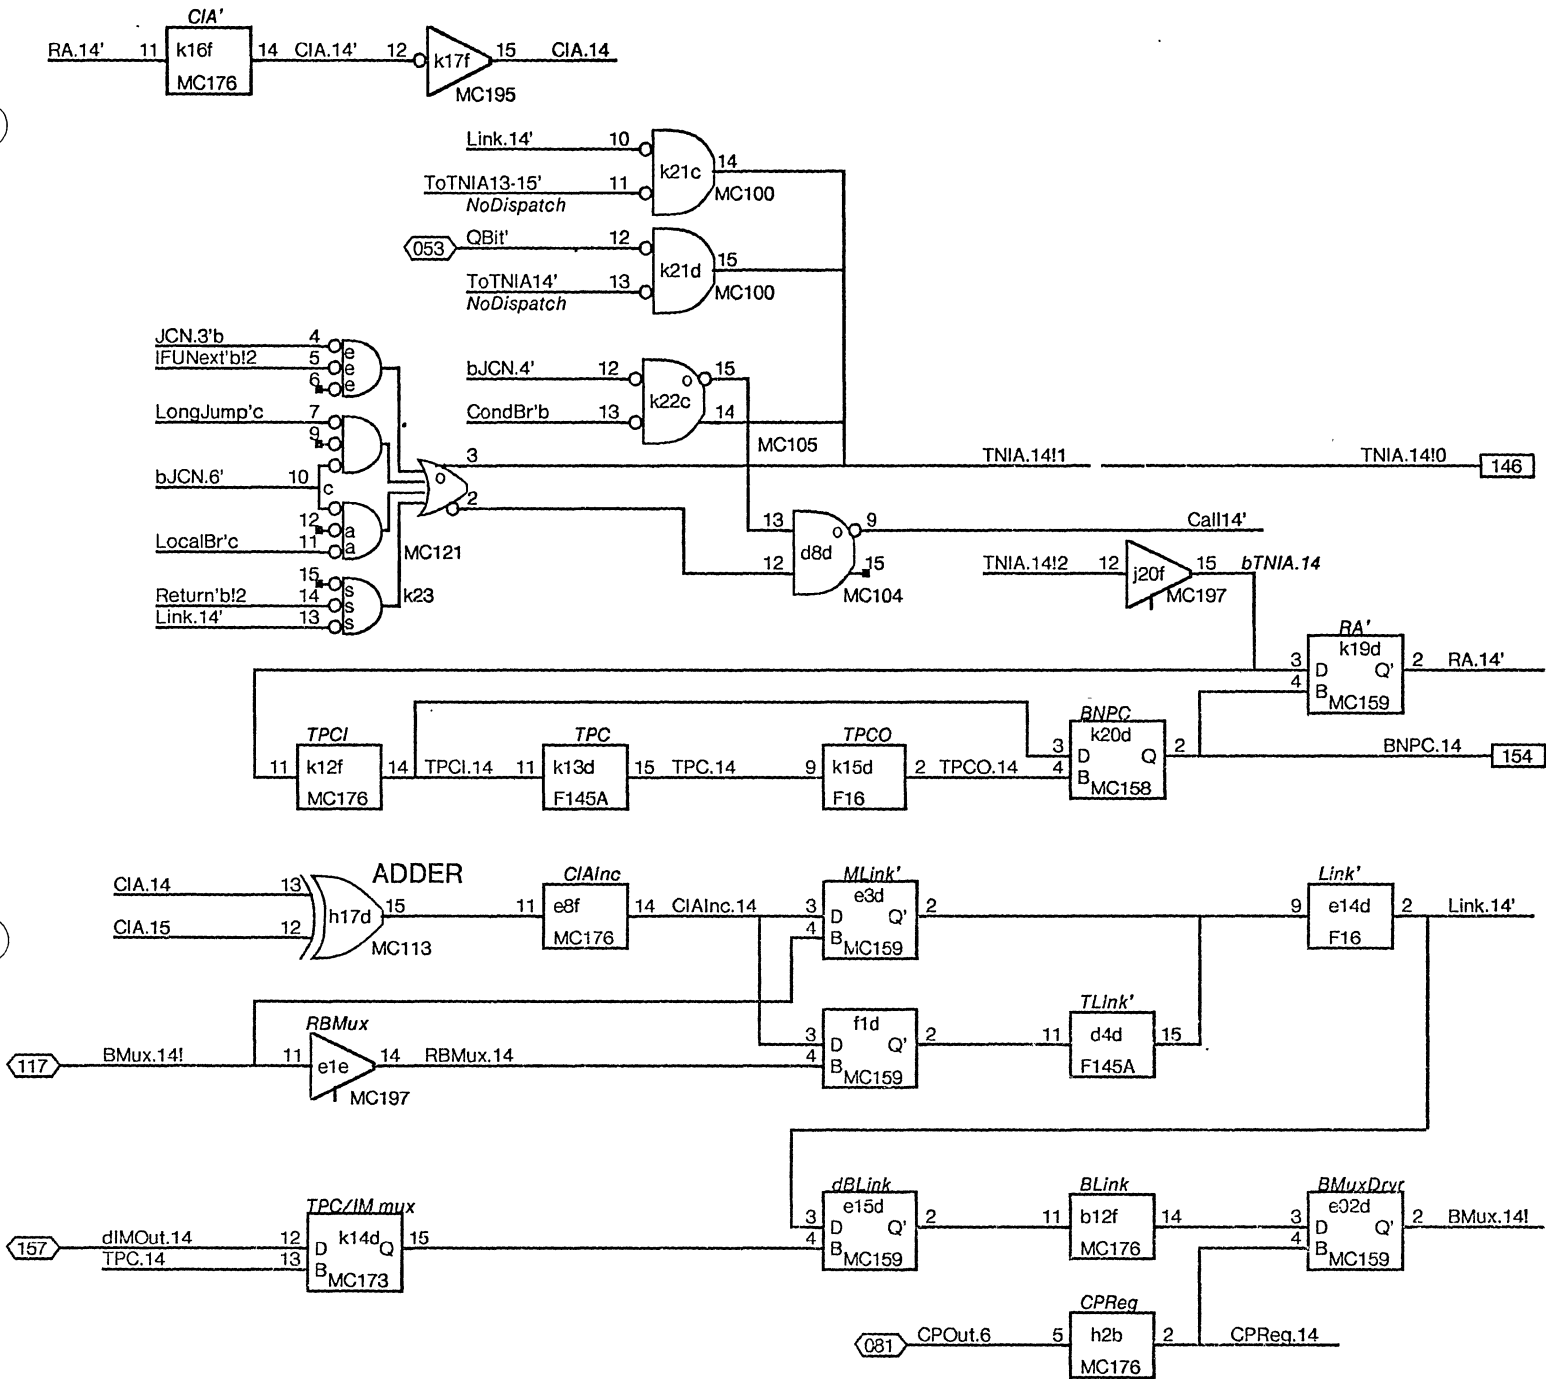 CIA'
RA.14' 11 k16f 14 CIA.14' 12 k17f 15 CIA.14
MC176 MC195
Link.14' 10
k21c 14
ToTNIA13-15' 11 MC100
NoDispatch
053 QBit' 12
k21d 15
ToTNIA14' 13 MC100
NoDispatch
JCN.3'b 4 e
IFUNext'b!2 5 e
6 e
bJCN.4' 12 o 15
k22c
CondBr'b 13 14
MC105
LongJump'c 7
9
bJCN.6' 10 c
12 a
LocalBr'c 11 a
MC121
o 3
2
TNIA.14!1 TNIA.14!0 146
13 o 9 Call14'
d8d
12 15
MC104
15 s
Return'b!2 14 s k23
Link.14' 13 s
TNIA.14!2 12 j20f 15 bTNIA.14
MC197
RA'
k19d
3 D Q' 2 RA.14'
4 B MC159
TPCI TPC TPCO BNPC
k20d
11 k12f 14 TPCI.14 11 k13d 15 TPC.14 9 k15d 2 TPCO.14
MC176 F145A F16
3 D Q 2 BNPC.14 154
4 B MC158
ADDER
CIA.14 13
h17d 15
CIA.15 12
MC113
CIAInc
11 e8f 14 CIAInc.14
MC176
MLink'
e3d
3 D Q' 2
4 B MC159
Link'
9 e14d 2 Link.14'
F16
RBMux
117 BMux.14! 11 e1e 14 RBMux.14
MC197
f1d
3 D Q' 2
4 B MC159
TLink'
11 d4d 15
F145A
TPC/IM mux
157 dIMOut.14 12 D k14d Q 15
TPC.14 13 B MC173
dBLink
e15d
3 D Q' 2
4 B MC159
BLink
11 b12f 14
MC176
BMuxDrvr
e02d
3 D Q' 2 BMux.14!
4 B MC159
CPReg
081 CPOut.6 5 h2b 2 CPReg.14
MC176